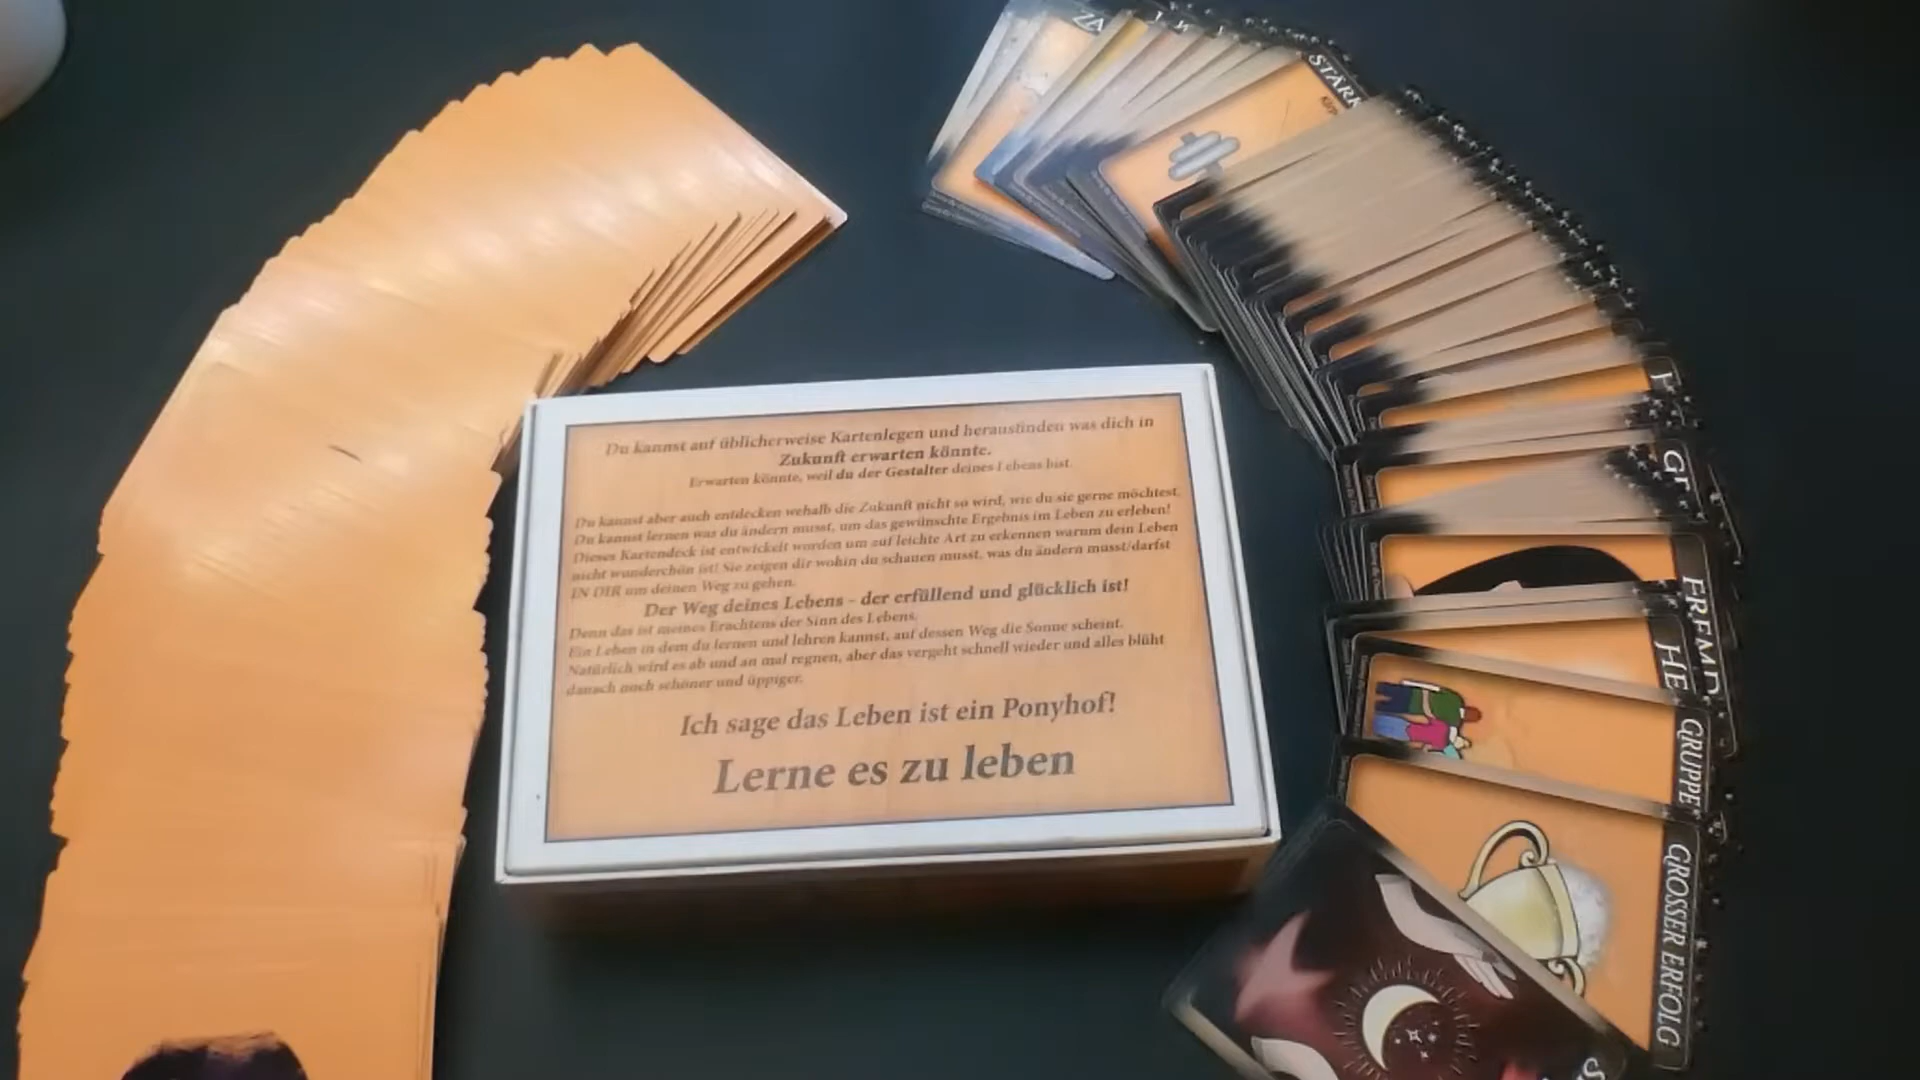 Du kannst auf üblicherweise Kartenlegen und herausfinden was dich in
Zukunft erwarten könnte.
Erwarten könnte, weil du der Gestalter deines Lebens bist.
Du kannst aber auch entdecken wehalb die Zukunft nicht so wird, wie du sie gerne möchtest.
Du kannst lernen was du ändern musst, um das gewünschte Ergebnis im Leben zu erleben!
Dieses Kartendeck ist entwickelt worden um auf leichte Art zu erkennen warum dein Leben
nicht wunderchön ist! Sie zeigen dir wohin du schauen musst, was du ändern musst/darfst
IN DIR um deinen Weg zu gehen.
Der Weg deines Lebens - der erfüllend und glücklich ist!
Denn das ist meines Erachtens der Sinn des Lebens.
Ein Leben in dem du lernen und lehren kannst, auf dessen Weg die Sonne scheint.
Natürlich wird es ab und an mal regnen, aber das vergeht schnell wieder und alles blüht
danach noch schöner und üppiger.
Ich sage das Leben ist ein Ponyhof!
Lerne es zu leben
STÄRK
FREMD
HE
GRUPPE
GROSSER ERFOLG